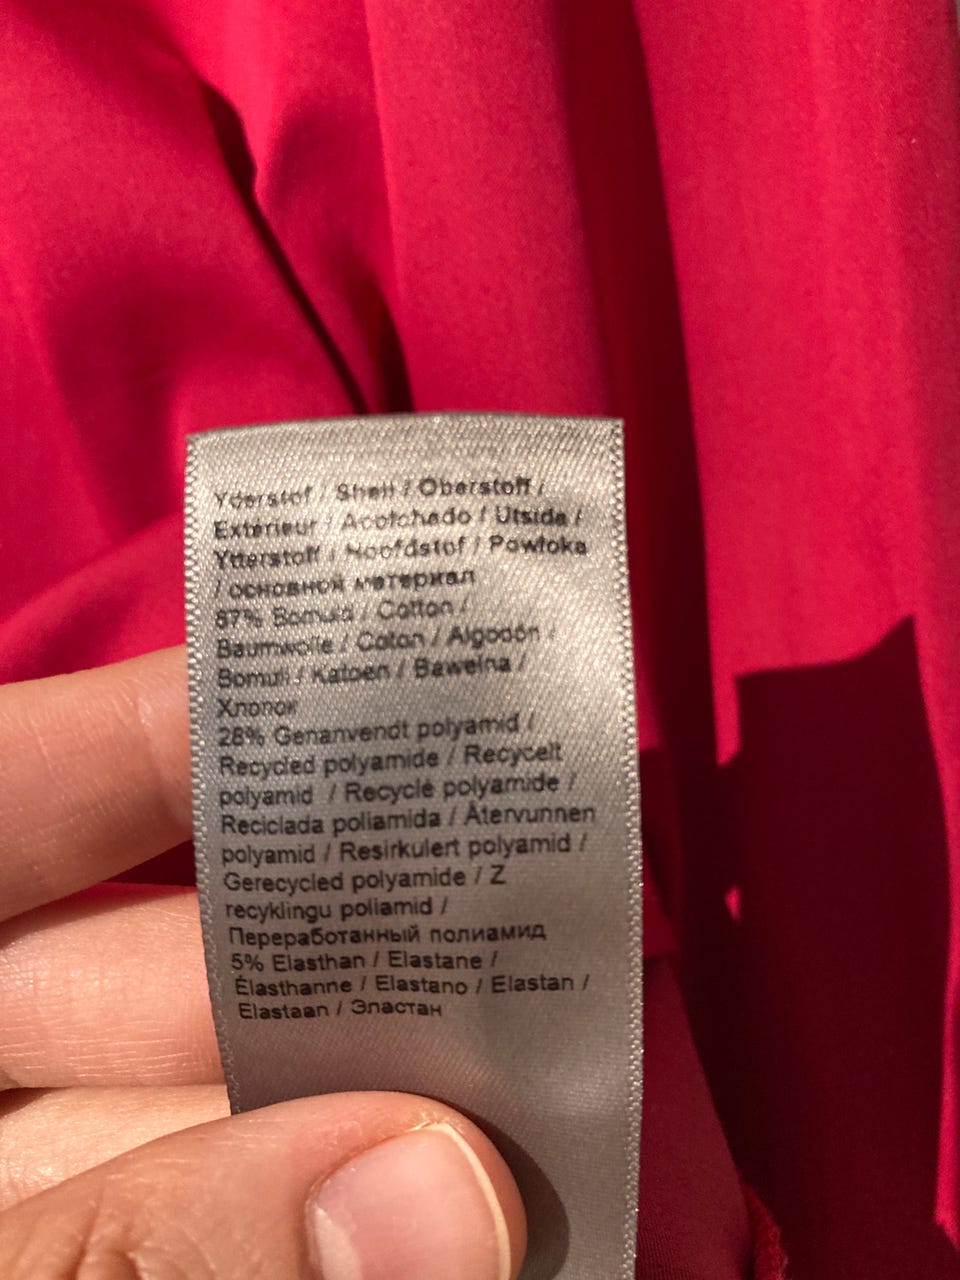 Yderstof / Shell / Oberstoff /
Extérieur / Acolchado / Utsida /
Ytterstoff / Hoofdstof / Powłoka
/ основной материал
67% Bomuld / Cotton /
Baumwolle / Coton / Algodón /
Bomull / Katoen / Bawełna /
Хлопок
28% Genanvendt polyamid /
Recycled polyamide / Recycelt
polyamid / Recyclé polyamide /
Reciclada poliamida / Återvunnen
polyamid / Resirkulert polyamid /
Gerecycled polyamide / Z
recyklingu poliamid /
Переработанный полиамид
5% Elasthan / Elastane /
Élasthanne / Elastano / Elastan /
Elastaan / Эластан